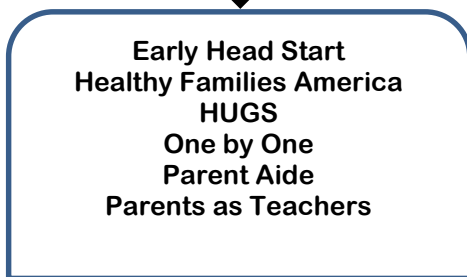 Early Head Start
Healthy Families America
HUGS
One by One
Parent Aide
Parents as Teachers